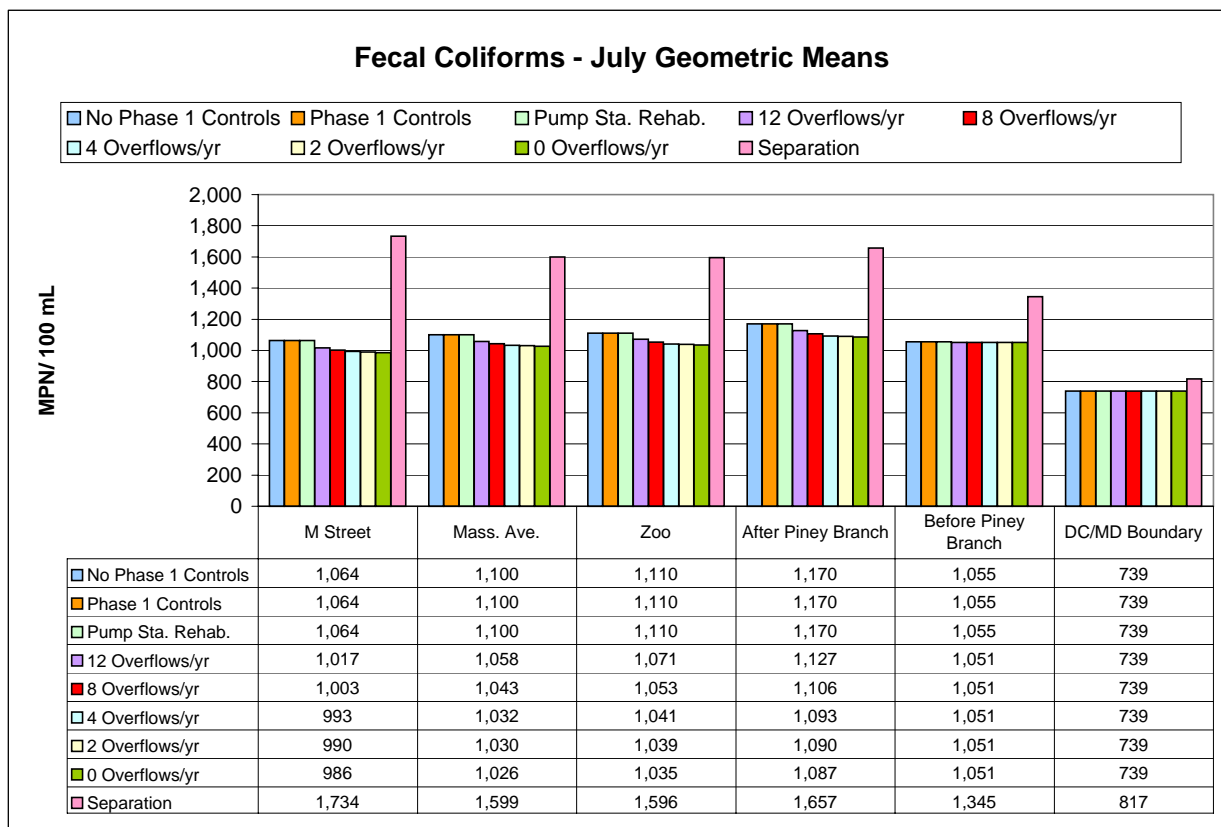 Fecal Coliforms - July Geometric Means
No Phase 1 Controls Phase 1 Controls Pump Sta. Rehab. 12 Overflows/yr 8 Overflows/yr
4 Overflows/yr 2 Overflows/yr 0 Overflows/yr Separation
MPN/ 100 mL
2,000
1,800
1,600
1,400
1,200
1,000
800
600
400
200
0
M Street Mass. Ave. Zoo After Piney Branch Before Piney Branch DC/MD Boundary
No Phase 1 Controls 1,064 1,100 1,110 1,170 1,055 739
Phase 1 Controls 1,064 1,100 1,110 1,170 1,055 739
Pump Sta. Rehab. 1,064 1,100 1,110 1,170 1,055 739
12 Overflows/yr 1,017 1,058 1,071 1,127 1,051 739
8 Overflows/yr 1,003 1,043 1,053 1,106 1,051 739
4 Overflows/yr 993 1,032 1,041 1,093 1,051 739
2 Overflows/yr 990 1,030 1,039 1,090 1,051 739
0 Overflows/yr 986 1,026 1,035 1,087 1,051 739
Separation 1,734 1,599 1,596 1,657 1,345 817